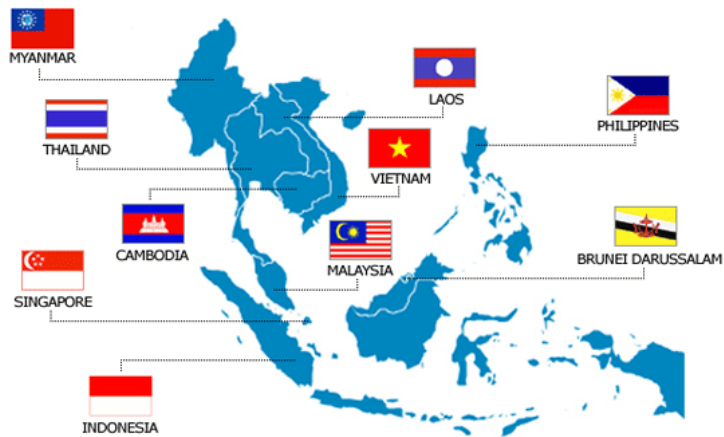 MYANMAR
LAOS
PHILIPPINES
THAILAND
VIETNAM
CAMBODIA
BRUNEI DARUSSALAM
MALAYSIA
SINGAPORE
INDONESIA